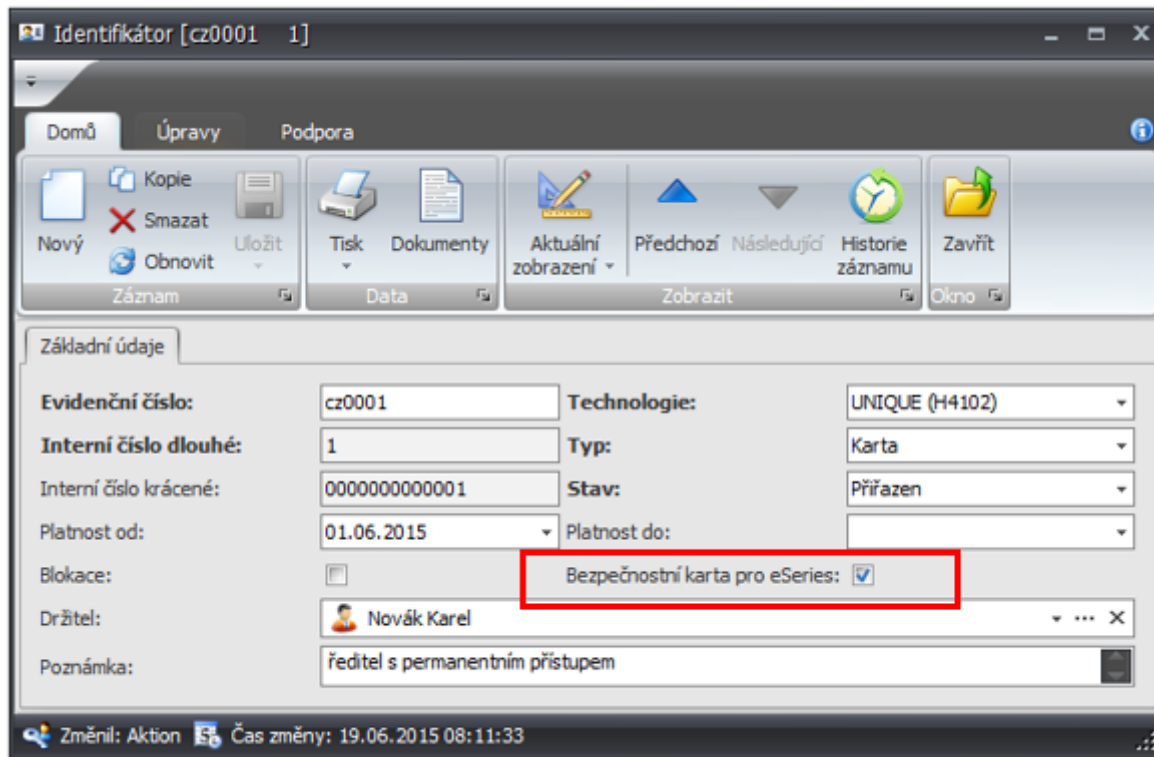 Identifikátor [cz0001 1]
Domů Úpravy Podpora
Nový
Kopie
Smazat
Obnovit
Uložit
Tisk
Dokumenty
Aktuální
zobrazení
Předchozí
Následující
Historie
záznamu
Zavřít
Záznam Data Zobrazit Okno
Základní údaje
Evidenční číslo: cz0001 Technologie: UNIQUE (H4102)
Interní číslo dlouhé: 1 Typ: Karta
Interní číslo krácené: 0000000000001 Stav: Přiřazen
Platnost od: 01.06.2015 Platnost do:
Blokace: Bezpečnostní karta pro eSeries:
Držitel: Novák Karel
Poznámka: ředitel s permanentním přístupem
Změnil: Aktion Čas změny: 19.06.2015 08:11:33